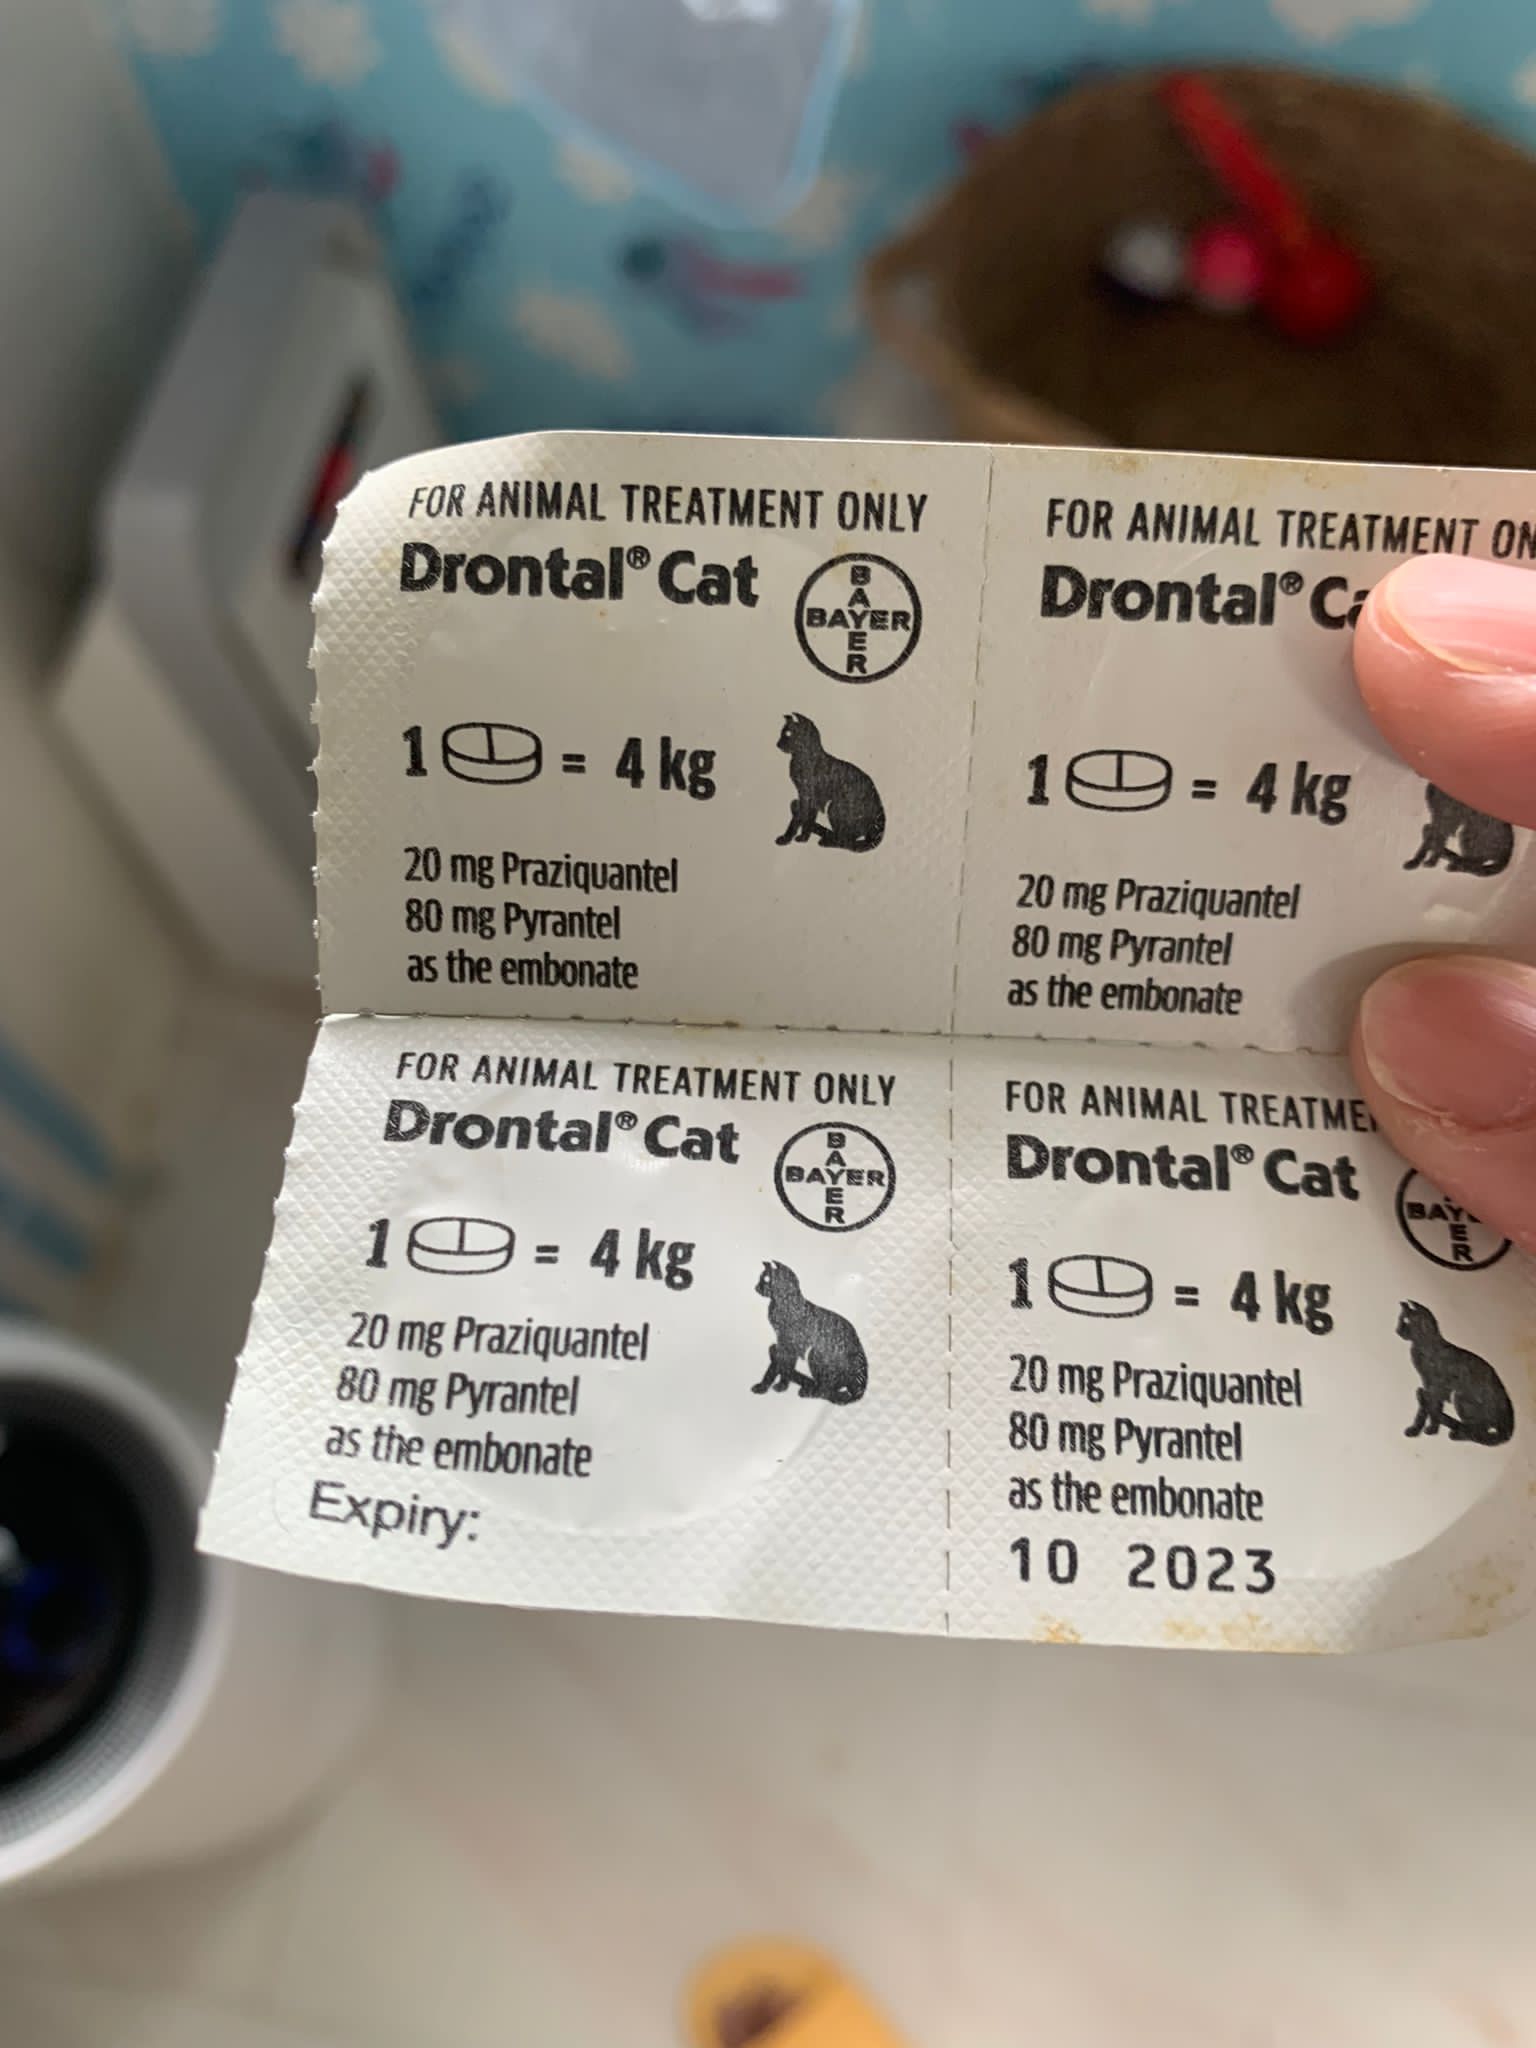 FOR ANIMAL TREATMENT ONLY
Drontal® Cat
BAYER
BAYER
1 = 4 kg
20 mg Praziquantel
80 mg Pyrantel
as the embonate
FOR ANIMAL TREATMENT
Drontal®
1 = 4 kg
20 mg Praziquantel
80 mg Pyrantel
as the embonate
FOR ANIMAL TREATMENT ONLY
Drontal® Cat
BAYER
BAYER
1 = 4 kg
20 mg Praziquantel
80 mg Pyrantel
as the embonate
Expiry:
FOR ANIMAL
Drontal® Cat
1 = 4 kg
20 mg Praziquantel
80 mg Pyrantel
as the embonate
10 2023